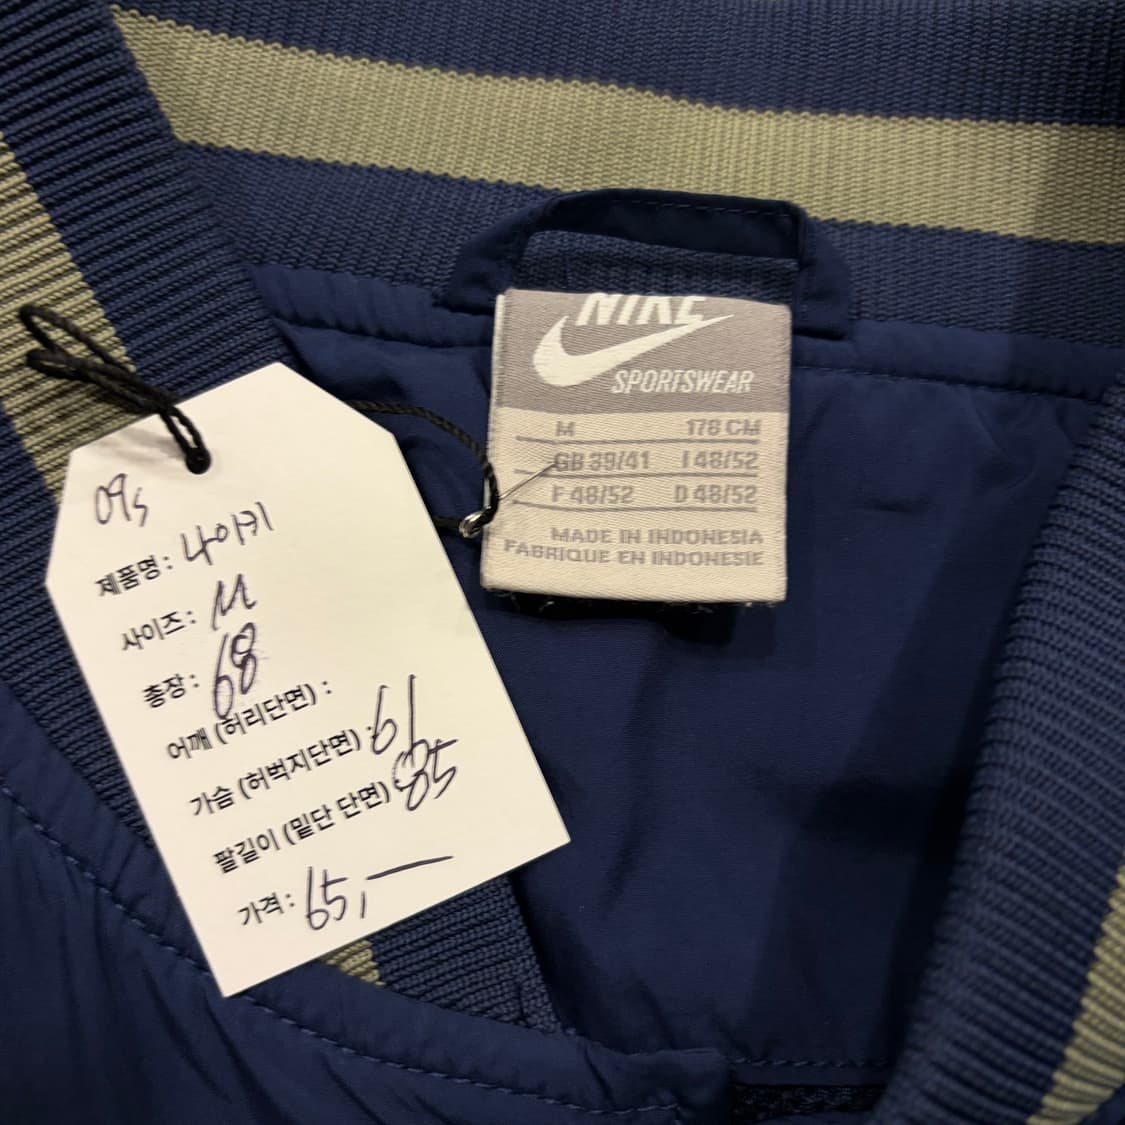 09s
제품명 : 나이키
사이즈 : M
총장 : 68
어깨 (허리단면) :
가슴 (허벅지단면) : 61
팔길이 (밑단 단면) 85
가격 : 65,—
NIKE
SPORTSWEAR
M 178 CM
GB 39/41 I 48/52
F 48/52 D 48/52
MADE IN INDONESIA
FABRIQUE EN INDONESIE